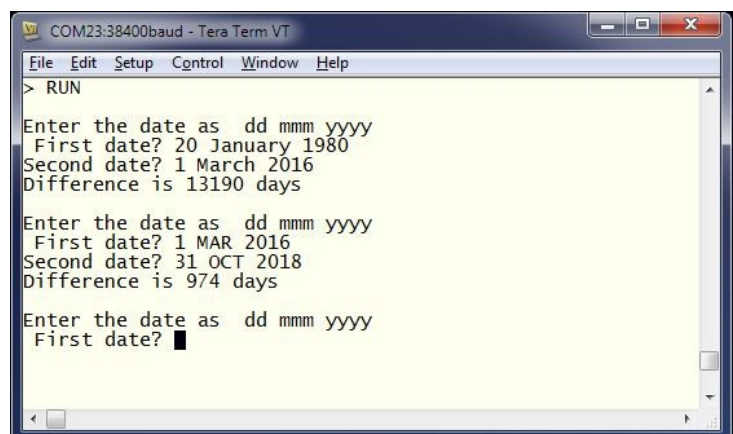 COM23:38400baud - Tera Term VT
File Edit Setup Control Window Help
> RUN
Enter the date as  dd mmm yyyy
 First date? 20 January 1980
Second date? 1 March 2016
Difference is 13190 days
Enter the date as  dd mmm yyyy
 First date? 1 MAR 2016
Second date? 31 OCT 2018
Difference is 974 days
Enter the date as  dd mmm yyyy
 First date?